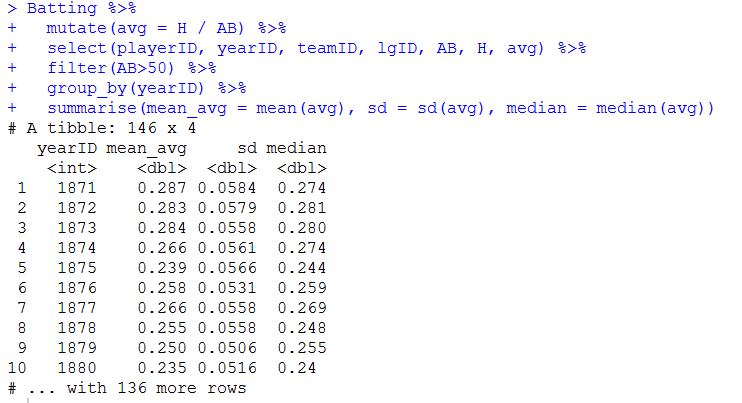 > Batting %>%
+   mutate(avg = H / AB) %>%
+   select(playerID, yearID, teamID, lgID, AB, H, avg) %>%
+   filter(AB>50) %>%
+   group_by(yearID) %>%
+   summarise(mean_avg = mean(avg), sd = sd(avg), median = median(avg))
# A tibble: 146 x 4
   yearID mean_avg     sd median
    <int>    <dbl>  <dbl>  <dbl>
 1   1871    0.287 0.0584  0.274
 2   1872    0.283 0.0579  0.281
 3   1873    0.284 0.0558  0.280
 4   1874    0.266 0.0561  0.274
 5   1875    0.239 0.0566  0.244
 6   1876    0.258 0.0531  0.259
 7   1877    0.266 0.0558  0.269
 8   1878    0.255 0.0558  0.248
 9   1879    0.250 0.0506  0.255
10   1880    0.235 0.0516  0.24
# ... with 136 more rows